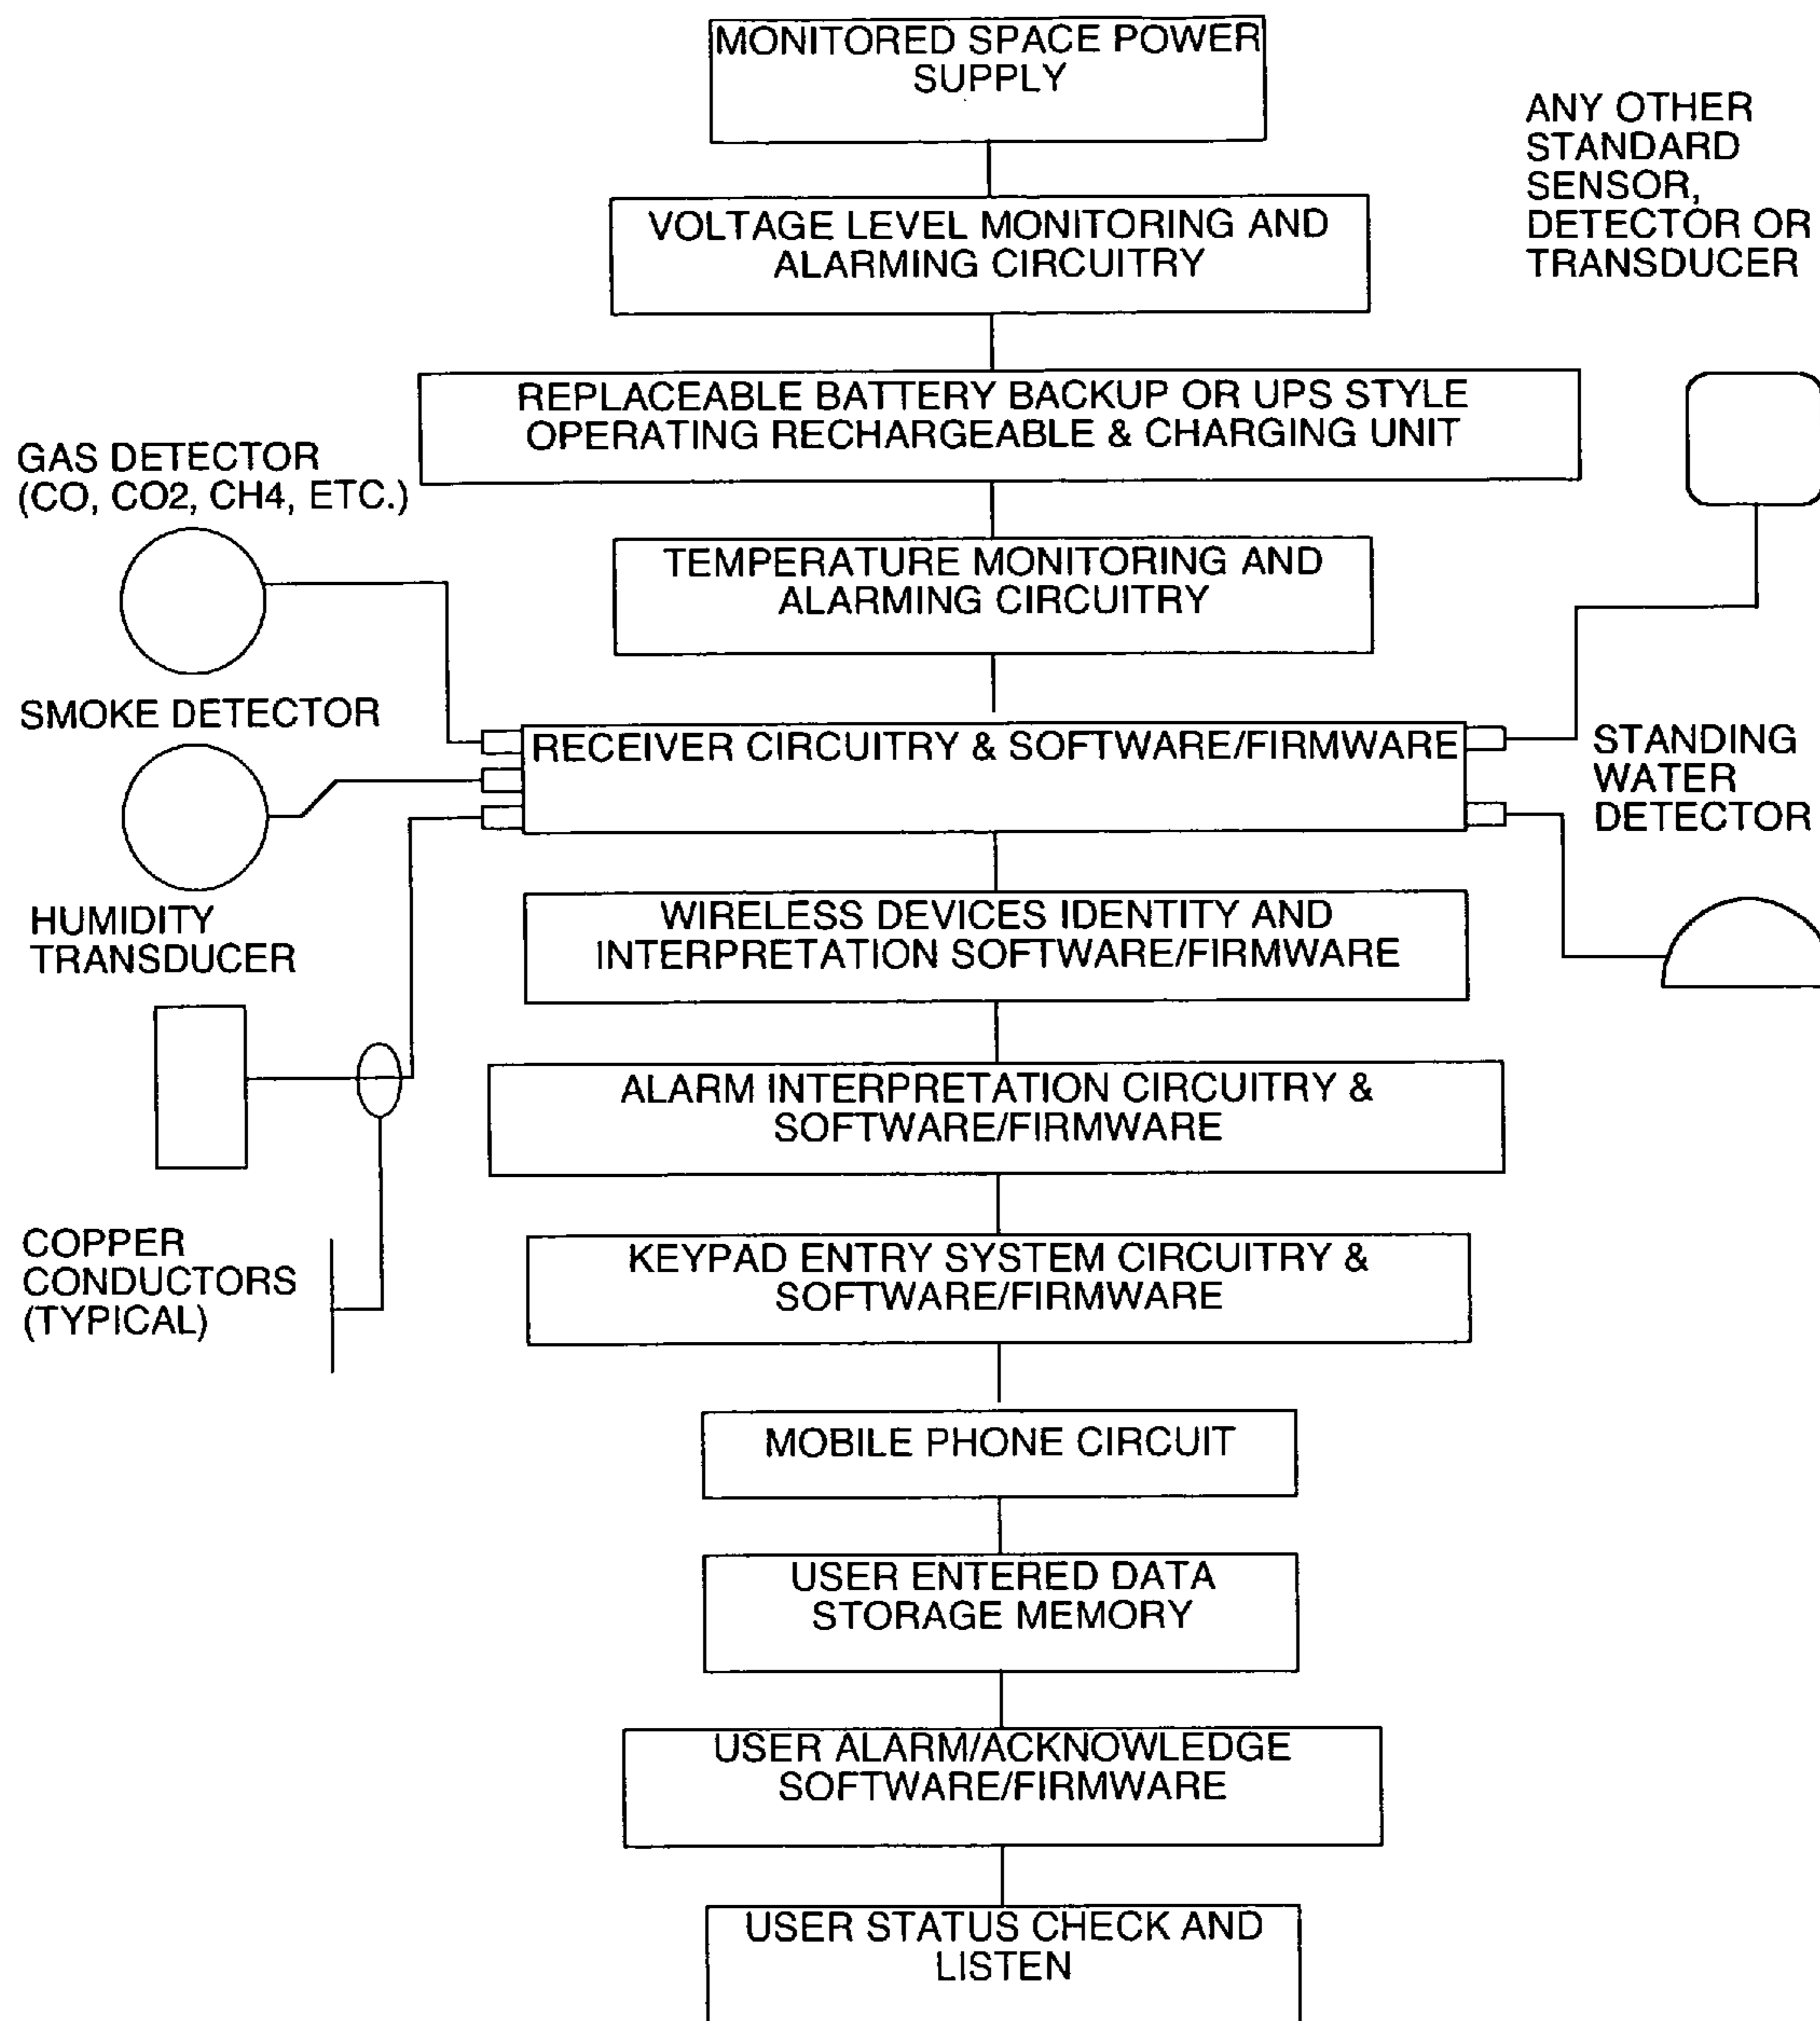 MONITORED SPACE POWER
SUPPLY
ANY OTHER
STANDARD
SENSOR,
DETECTOR OR
TRANSDUCER
VOLTAGE LEVEL MONITORING AND
ALARMING CIRCUITRY
REPLACEABLE BATTERY BACKUP OR UPS STYLE
OPERATING RECHARGEABLE & CHARGING UNIT
GAS DETECTOR
(CO, CO2, CH4, ETC.)
TEMPERATURE MONITORING AND
ALARMING CIRCUITRY
SMOKE DETECTOR
RECEIVER CIRCUITRY & SOFTWARE/FIRMWARE
STANDING
WATER
DETECTOR
HUMIDITY
TRANSDUCER
WIRELESS DEVICES IDENTITY AND
INTERPRETATION SOFTWARE/FIRMWARE
ALARM INTERPRETATION CIRCUITRY &
SOFTWARE/FIRMWARE
COPPER
CONDUCTORS
(TYPICAL)
KEYPAD ENTRY SYSTEM CIRCUITRY &
SOFTWARE/FIRMWARE
MOBILE PHONE CIRCUIT
USER ENTERED DATA
STORAGE MEMORY
USER ALARM/ACKNOWLEDGE
SOFTWARE/FIRMWARE
USER STATUS CHECK AND
LISTEN